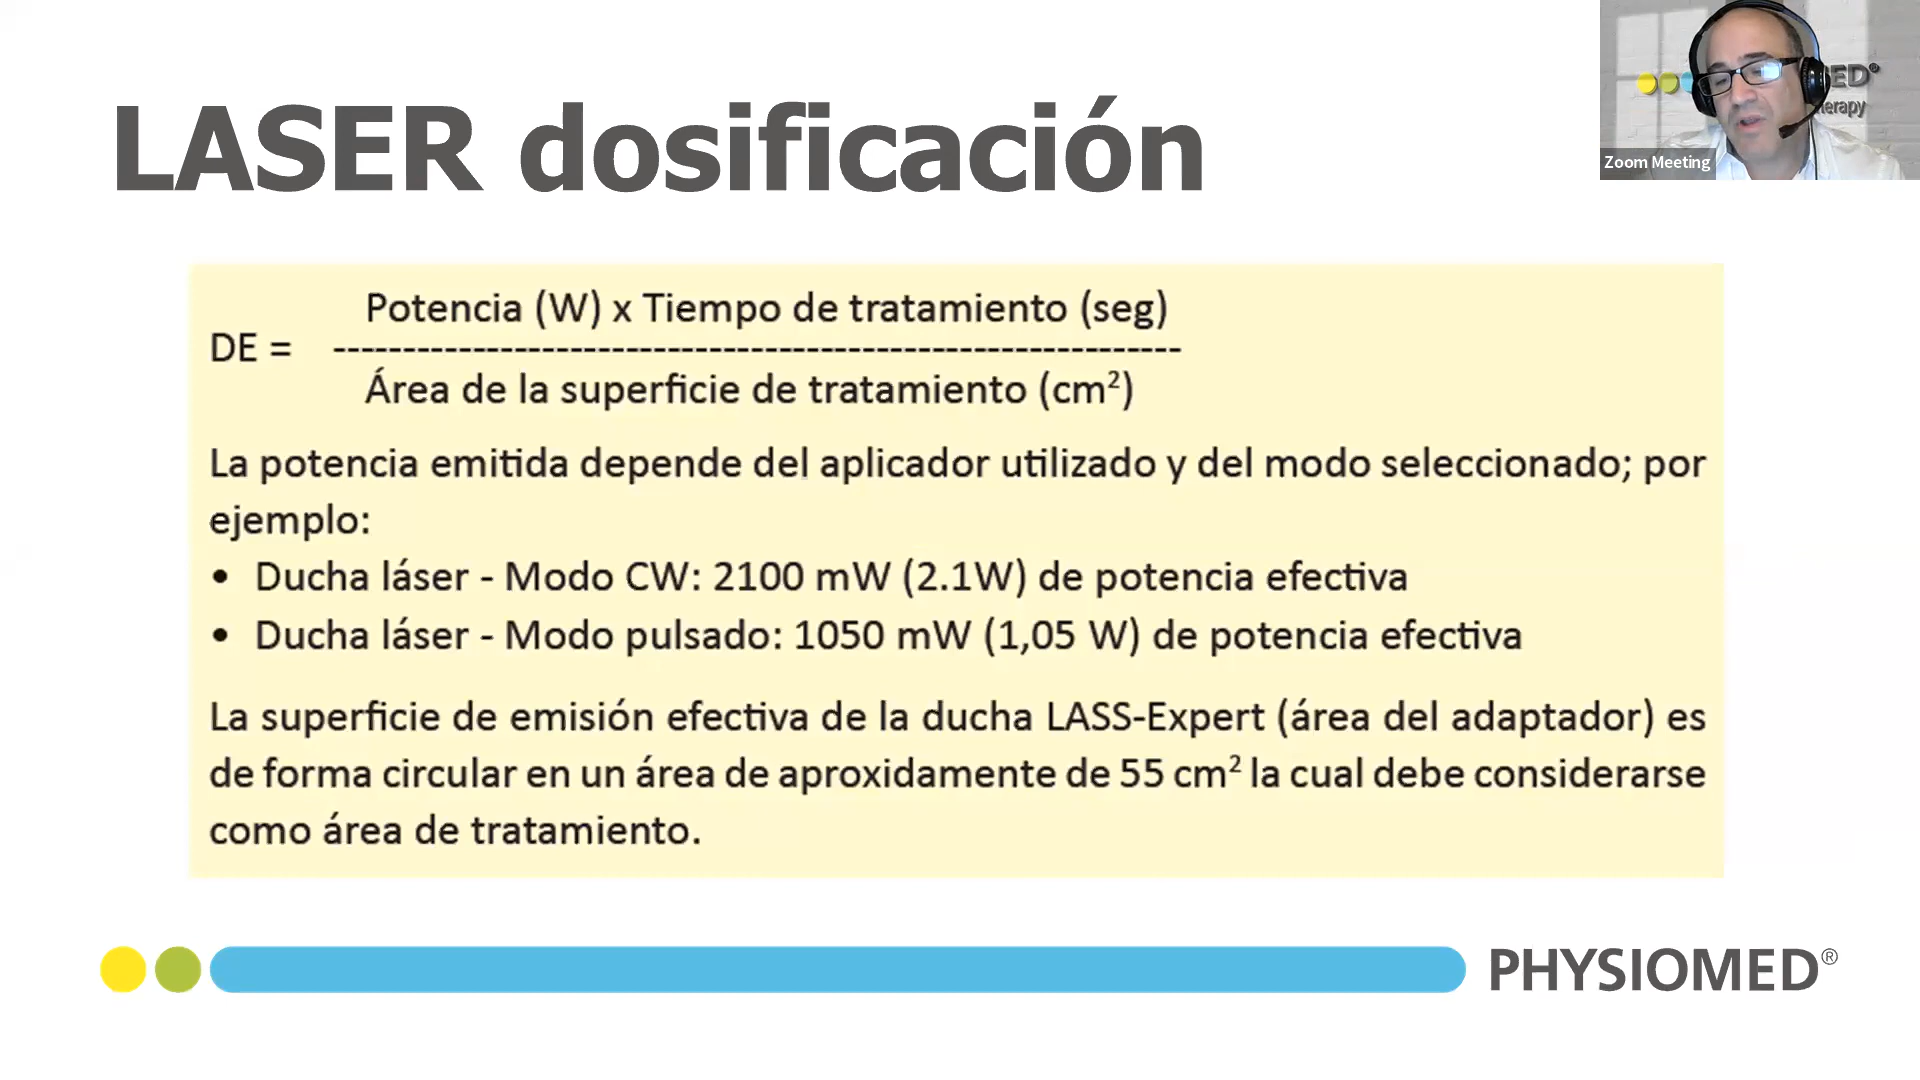 LASER dosificación
Potencia (W) x Tiempo de tratamiento (seg)
DE = ------------------------------------------------------------
Área de la superficie de tratamiento (cm²)
La potencia emitida depende del aplicador utilizado y del modo seleccionado; por
ejemplo:
• Ducha láser - Modo CW: 2100 mW (2.1W) de potencia efectiva
• Ducha láser - Modo pulsado: 1050 mW (1,05 W) de potencia efectiva
La superficie de emisión efectiva de la ducha LASS-Expert (área del adaptador) es
de forma circular en un área de aproxidamente de 55 cm² la cual debe considerarse
como área de tratamiento.
PHYSIOMED®
Zoom Meeting